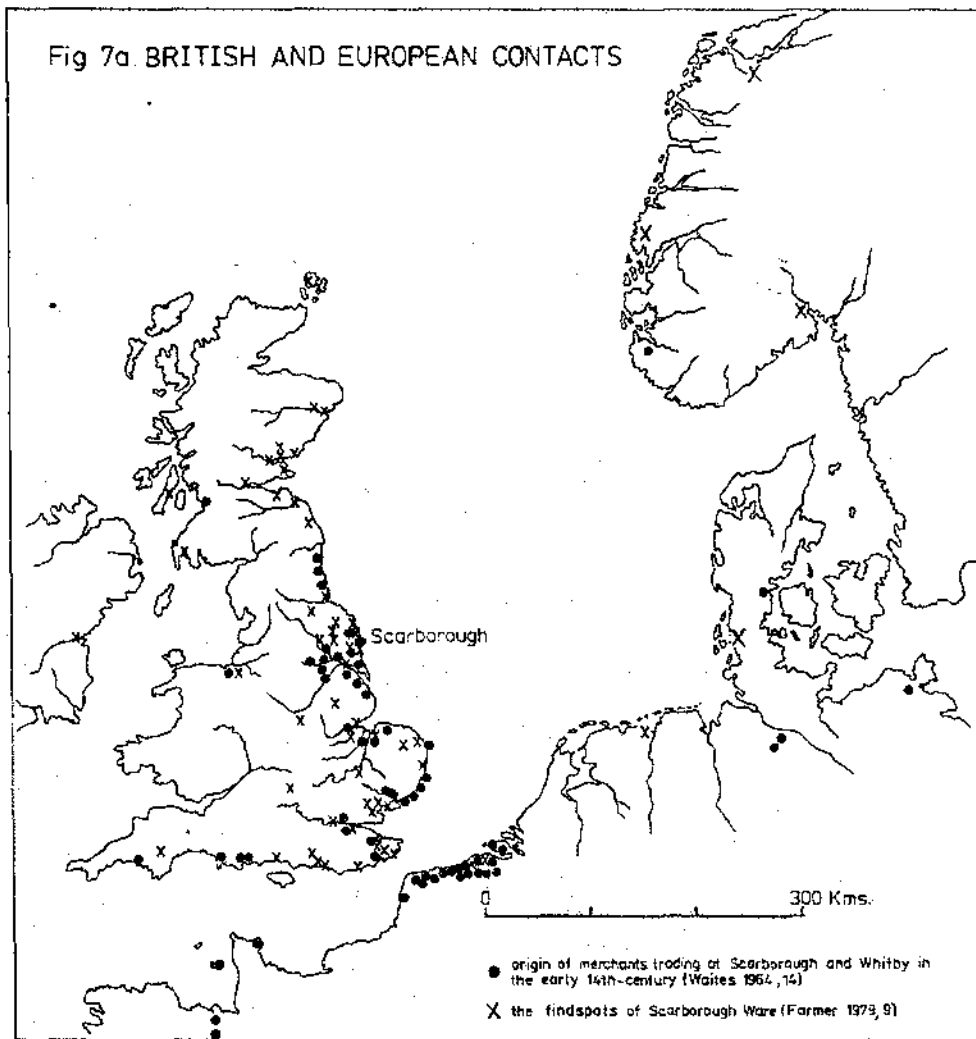 Fig 7a. BRITISH AND EUROPEAN CONTACTS
Scarborough
0 300 Kms.
● origin of merchants trading at Scarborough and Whitby in
the early 14th-century (Waites 1964, 14)
X the findspots of Scarborough Ware (Farmer 1979, 9)